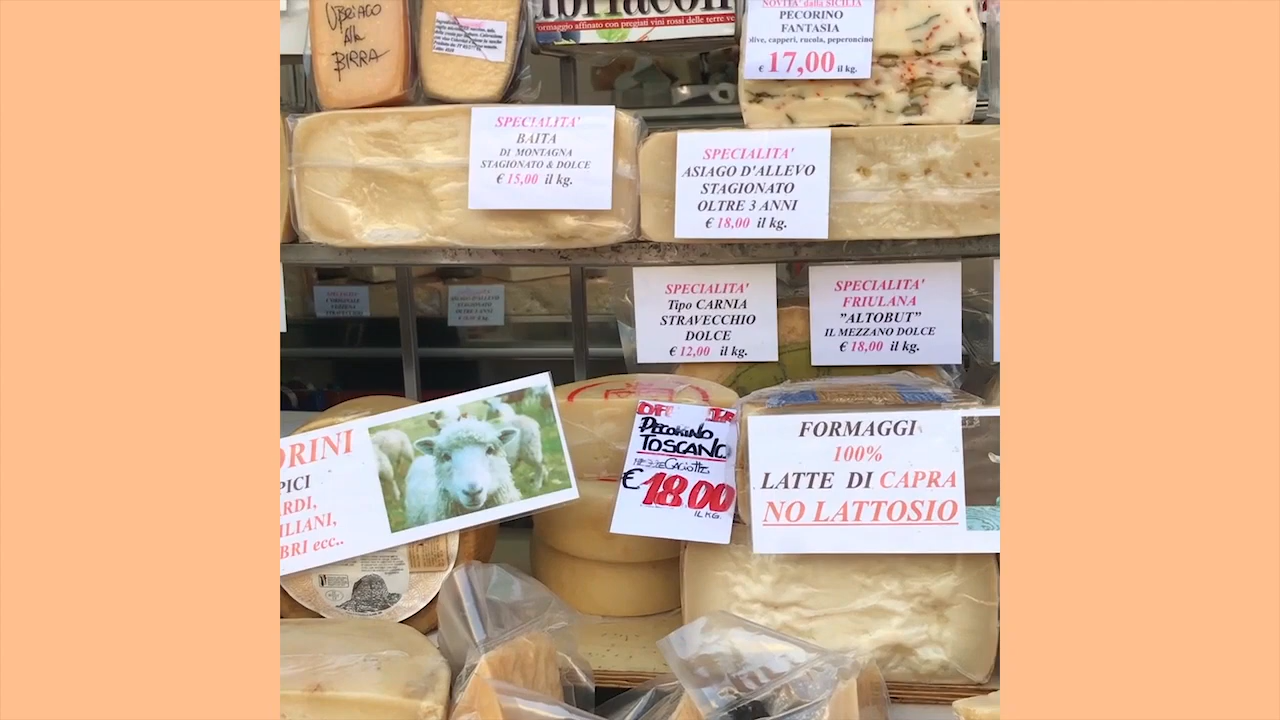 UBRIACO
Alla
BIRRA
formaggio affinato con pregiati vini rossi delle terre ve
NOVITA' dalla SICILIA
PECORINO
FANTASIA
olive, capperi, rucola, peperoncino
€ 17,00 il kg.
SPECIALITA'
BAITA
DI MONTAGNA
STAGIONATO & DOLCE
€ 15,00 il kg.
SPECIALITA'
ASIAGO D'ALLEVO
STAGIONATO
OLTRE 3 ANNI
€ 18,00 il kg.
SPECIALITA'
Tipo CARNIA
STRAVECCHIO
DOLCE
€ 12,00 il kg.
SPECIALITA'
FRIULANA
"ALTOBUT"
IL MEZZANO DOLCE
€ 18,00 il kg.
ORINI
PICI
ARDI,
ILIANI,
BRI ecc..
PECORINO
TOSCANO
€ 18.00
IL KG.
FORMAGGI
100%
LATTE DI CAPRA
NO LATTOSIO